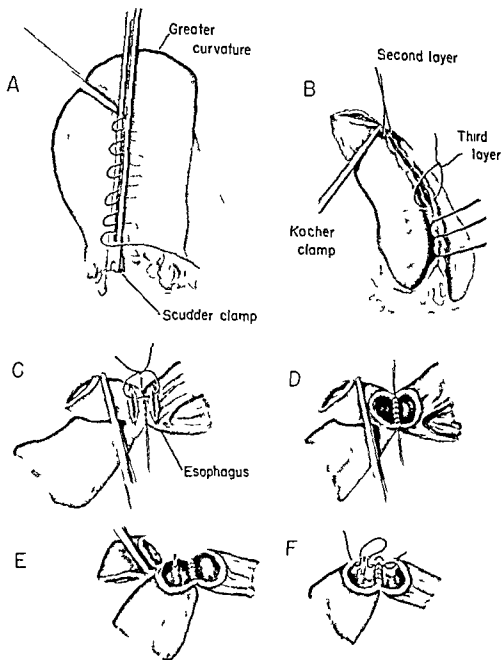 Greater
curvature
A
Scudder clamp
Second layer
B
Third
layer
Kocher
clamp
C
Esophagus
D
E
F